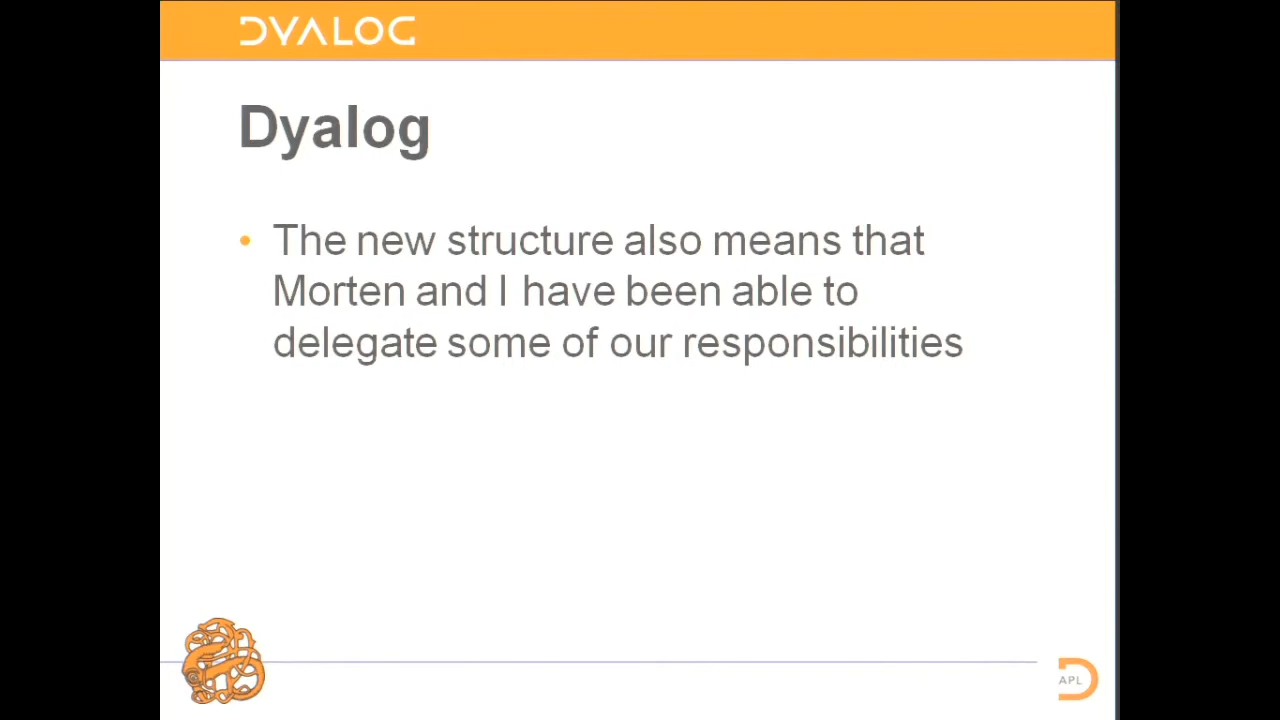 DYALOG
Dyalog
• The new structure also means that
Morten and I have been able to
delegate some of our responsibilities
APL